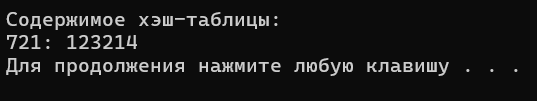 Содержимое хэш-таблицы:
721: 123214
Для продолжения нажмите любую клавишу . . .